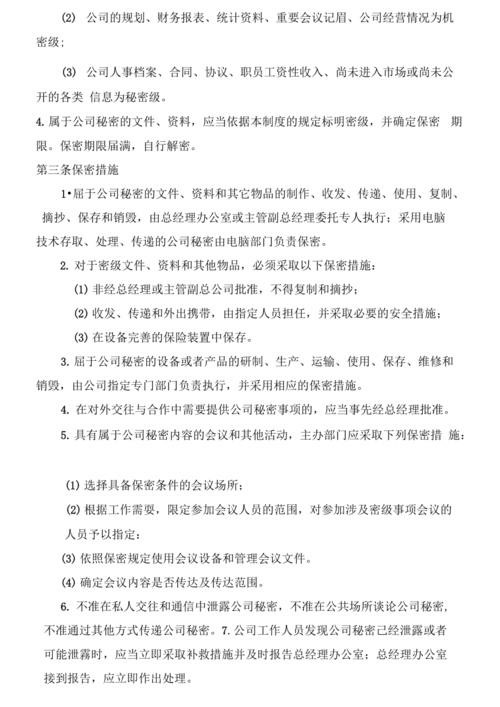 (2) 公司的规划、财务报表、统计资料、重要会议记眉、公司经营情况为机
密级;
(3) 公司人事档案、合同、协议、职员工资性收入、尚未进入市场或尚未公
开的各类 信息为秘密级。
4. 属于公司秘密的文件、资料，应当依据本制度的规定标明密级，并确定保密 期
限。保密期限届满，自行解密。
第三条保密措施
1•屈于公司秘密的文件、资料和其它物品的制作、收发、传递、使用、复制、
摘抄、保存和销毁，由总经理办公室或主管副总经理委托专人执行；采用电脑
技术存取、处理、传递的公司秘密由电脑部门负责保密。
2. 对于密级文件、资料和其他物品，必须采取以下保密措施：
(1) 非经总经理或主管副总公司批准，不得复制和摘抄；
(2) 收发、传递和外出携带，由指定人员担任，并采取必要的安全措施；
(3) 在设备完善的保险装置中保存。
3. 屈于公司秘密的设备或者产品的研制、生产、运输、使用、保存、维修和
销毁，由公司指定专门部门负责执行，并采用相应的保密措施。
4. 在对外交往与合作中需要提供公司秘密事项的，应当事先经总经理批准。
5. 具有属于公司秘密内容的会议和其他活动，主办部门应采取下列保密措 施：
(1) 选择具备保密条件的会议场所；
(2) 根据工作需要，限定参加会议人员的范围，对参加涉及密级事项会议的
人员予以指定：
(3) 依照保密规定使用会议设备和管理会议文件。
(4) 确定会议内容是否传达及传达范围。
6. 不准在私人交往和通信中泄露公司秘密，不准在公共场所谈论公司秘密,
不准通过其他方式传递公司秘密。7. 公司工作人员发现公司秘密己经泄露或者
可能泄雾时，应当立即采取补救措施并及时报告总经理办公室；总经理办公室
接到报告，应立即作出处理。